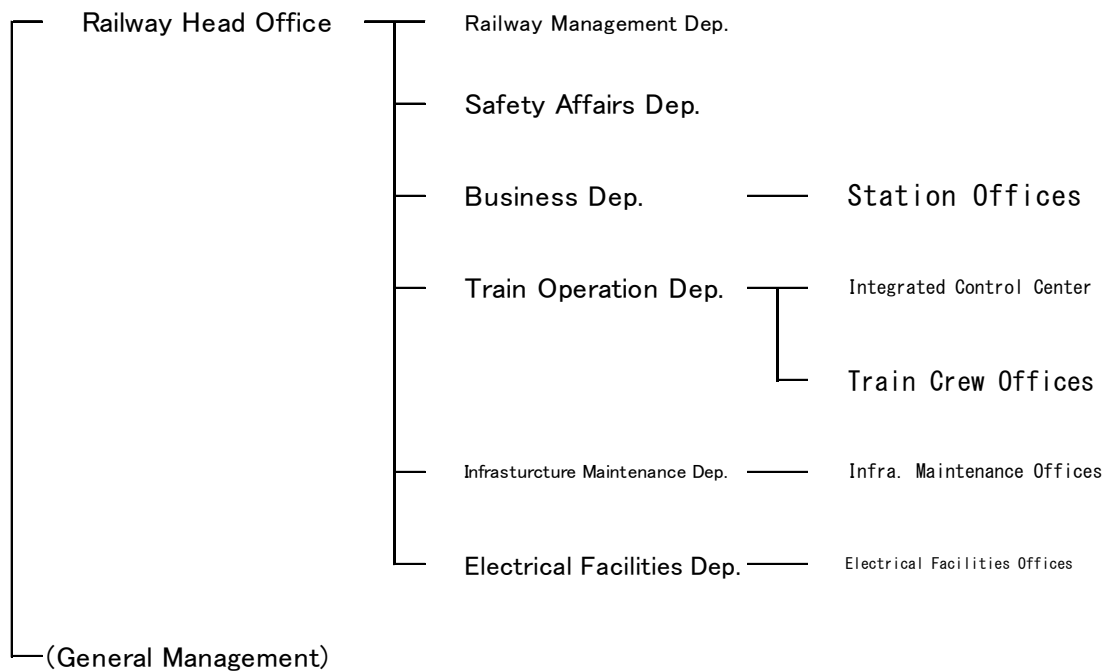 Railway Head Office
Railway Management Dep.
Safety Affairs Dep.
Business Dep.
Station Offices
Train Operation Dep.
Integrated Control Center
Train Crew Offices
Infrasturcture Maintenance Dep.
Infra. Maintenance Offices
Electrical Facilities Dep.
Electrical Facilities Offices
(General Management)